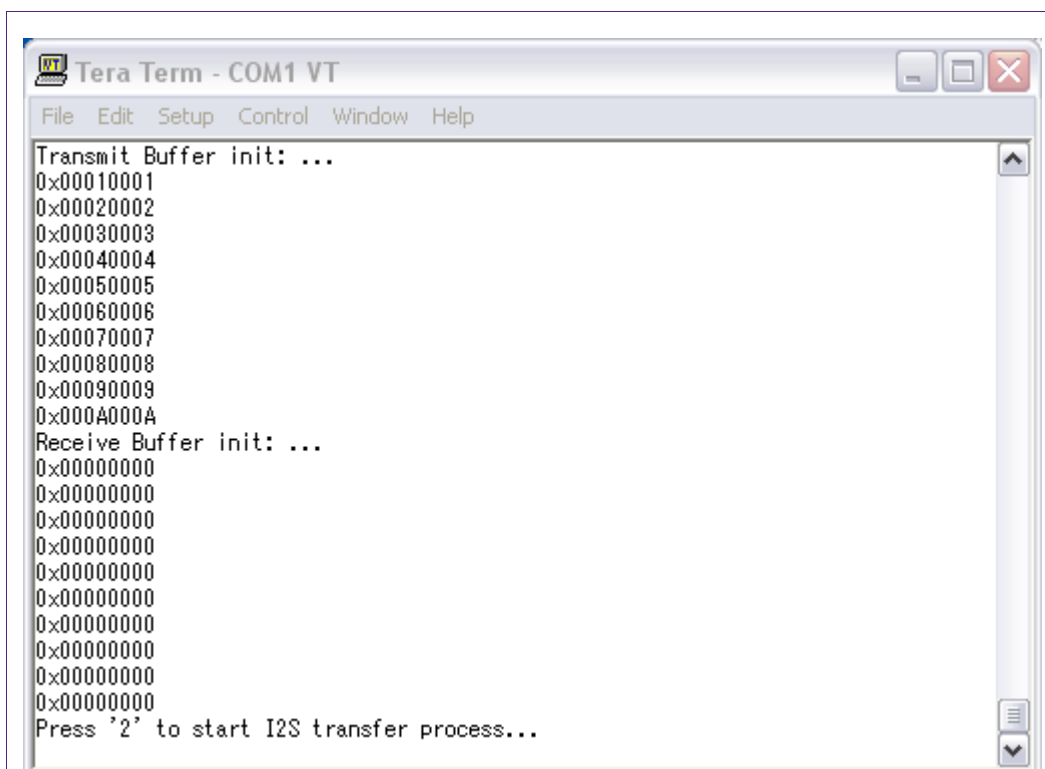 Tera Term - COM1 VT
File Edit Setup Control Window Help
Transmit Buffer init: ...
0x00010001
0x00020002
0x00030003
0x00040004
0x00050005
0x00060006
0x00070007
0x00080008
0x00090009
0x000A000A
Receive Buffer init: ...
0x00000000
0x00000000
0x00000000
0x00000000
0x00000000
0x00000000
0x00000000
0x00000000
0x00000000
0x00000000
Press '2' to start I2S transfer process...